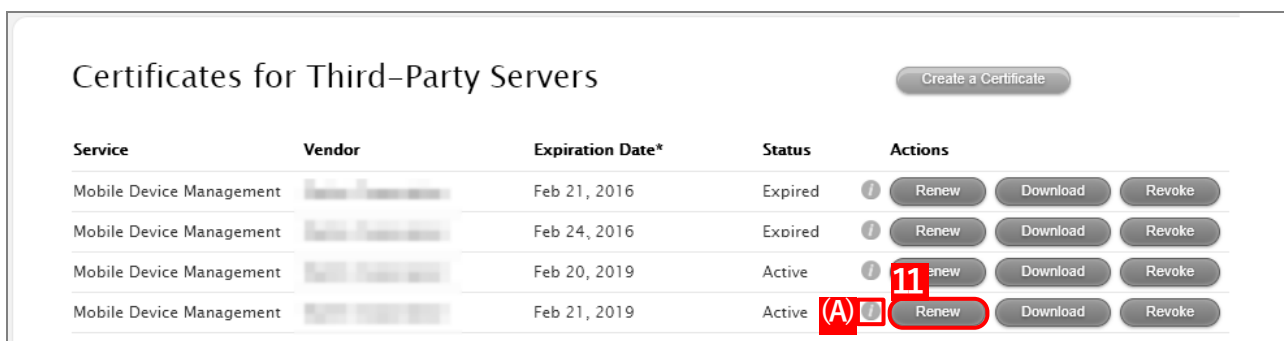 Certificates for Third-Party Servers Create a Certificate
Service Vendor Expiration Date* Status Actions
Mobile Device Management Feb 21, 2016 Expired i Renew Download Revoke
Mobile Device Management Feb 24, 2016 Expired i Renew Download Revoke
Mobile Device Management Feb 20, 2019 Active i Renew Download Revoke
11
Mobile Device Management Feb 21, 2019 Active (A) i Renew Download Revoke